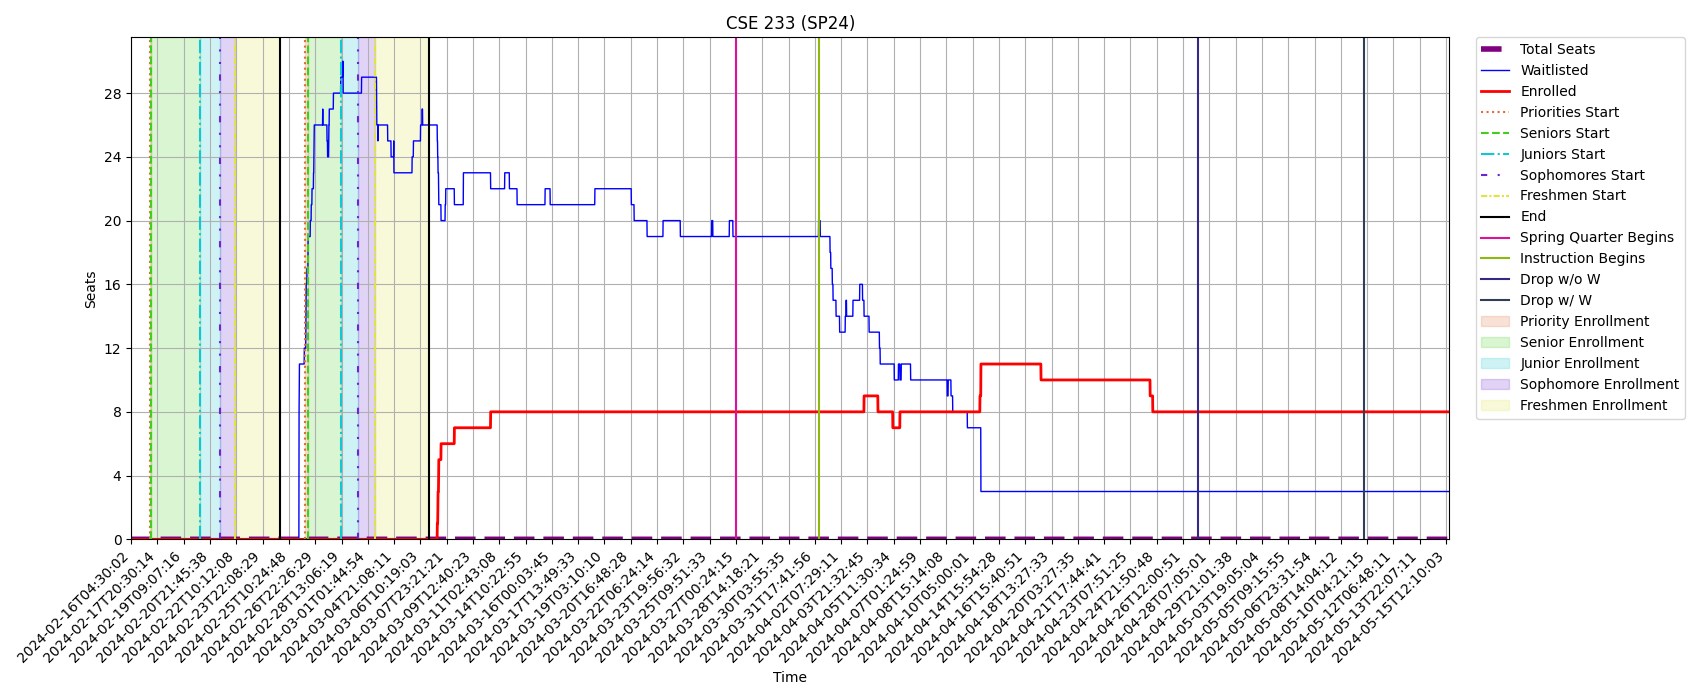 CSE 233 (SP24)
Seats
28
24
20
16
12
8
4
0
2024-02-16T04:30:02
2024-02-17T20:30:14
2024-02-19T09:07:16
2024-02-20T21:45:38
2024-02-22T10:12:08
2024-02-23T22:08:29
2024-02-25T10:24:48
2024-02-26T22:26:29
2024-02-28T13:06:19
2024-03-01T01:44:54
2024-03-04T21:08:11
2024-03-06T10:19:03
2024-03-07T23:21:21
2024-03-09T12:40:23
2024-03-11T02:43:09
2024-03-14T10:22:55
2024-03-16T00:03:45
2024-03-17T13:49:33
2024-03-19T03:10:10
2024-03-20T16:48:28
2024-03-22T06:24:14
2024-03-23T19:56:32
2024-03-25T09:51:33
2024-03-27T00:24:15
2024-03-28T14:18:21
2024-03-30T03:55:35
2024-03-31T17:41:56
2024-04-02T07:29:11
2024-04-03T21:32:45
2024-04-05T11:30:34
2024-04-07T01:24:59
2024-04-08T15:14:08
2024-04-10T05:00:01
2024-04-14T15:54:28
2024-04-16T15:40:51
2024-04-18T13:27:33
2024-04-20T03:27:35
2024-04-21T17:44:41
2024-04-23T07:51:25
2024-04-24T21:50:48
2024-04-26T12:00:51
2024-04-28T07:05:01
2024-04-29T21:01:38
2024-05-03T19:05:04
2024-05-05T09:15:55
2024-05-06T23:31:54
2024-05-08T14:04:12
2024-05-10T04:21:15
2024-05-12T06:48:11
2024-05-13T22:07:11
2024-05-15T12:10:03
Time
Total Seats
Waitlisted
Enrolled
Priorities Start
Seniors Start
Juniors Start
Sophomores Start
Freshmen Start
End
Spring Quarter Begins
Instruction Begins
Drop w/o W
Drop w/ W
Priority Enrollment
Senior Enrollment
Junior Enrollment
Sophomore Enrollment
Freshmen Enrollment